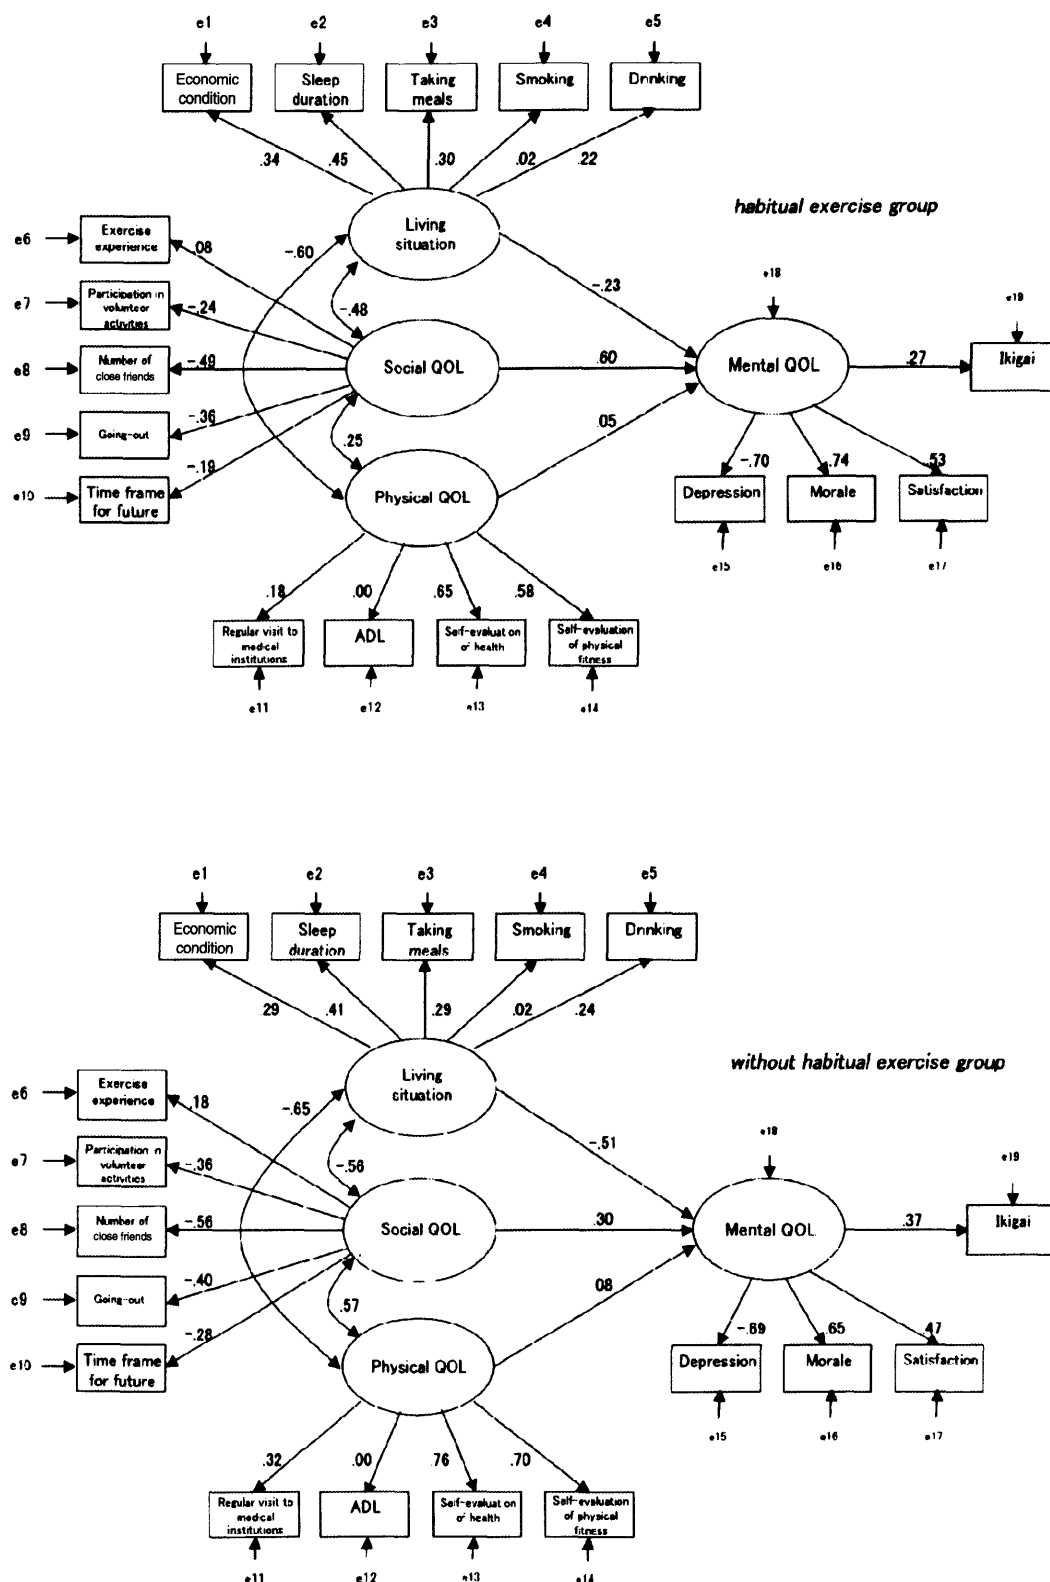 e1 e2 e3 e4 e5
Economic condition
Sleep duration
Taking meals
Smoking
Drinking
.34 .45 .30 .02 .22
Living situation
habitual exercise group
e6
Exercise experience
.08
-.60
-.23
e18
e7
Participation in volunteer activities
-.24
-.48
e19
e8
Number of close friends
-.49
Social QOL
.60
Mental QOL
.27
Ikigai
e9
Going-out
-.36
.25
.05
e10
Time frame for future
-.19
Physical QOL
-.70 .74 .53
Depression
Morale
Satisfaction
e15 e16 e17
.18 .00 .65 .58
Regular visit to medical institutions
ADL
Self-evaluation of health
Self-evaluation of physical fitness
e11 e12 e13 e14
e1 e2 e3 e4 e5
Economic condition
Sleep duration
Taking meals
Smoking
Drinking
29 .41 .29 .02 .24
Living situation
without habitual exercise group
e6
Exercise experience
.18
-.65
-.51
e18
e7
Participation in volunteer activities
-.36
-.56
e19
e8
Number of close friends
-.56
Social QOL
.30
Mental QOL
.37
Ikigai
e9
Going-out
-.40
.57
08
e10
Time frame for future
-.28
Physical QOL
-.69 .65 .47
Depression
Morale
Satisfaction
e15 e16 e17
.32 .00 .76 .70
Regular visit to medical institutions
ADL
Self-evaluation of health
Self-evaluation of physical fitness
e11 e12 e13 e14